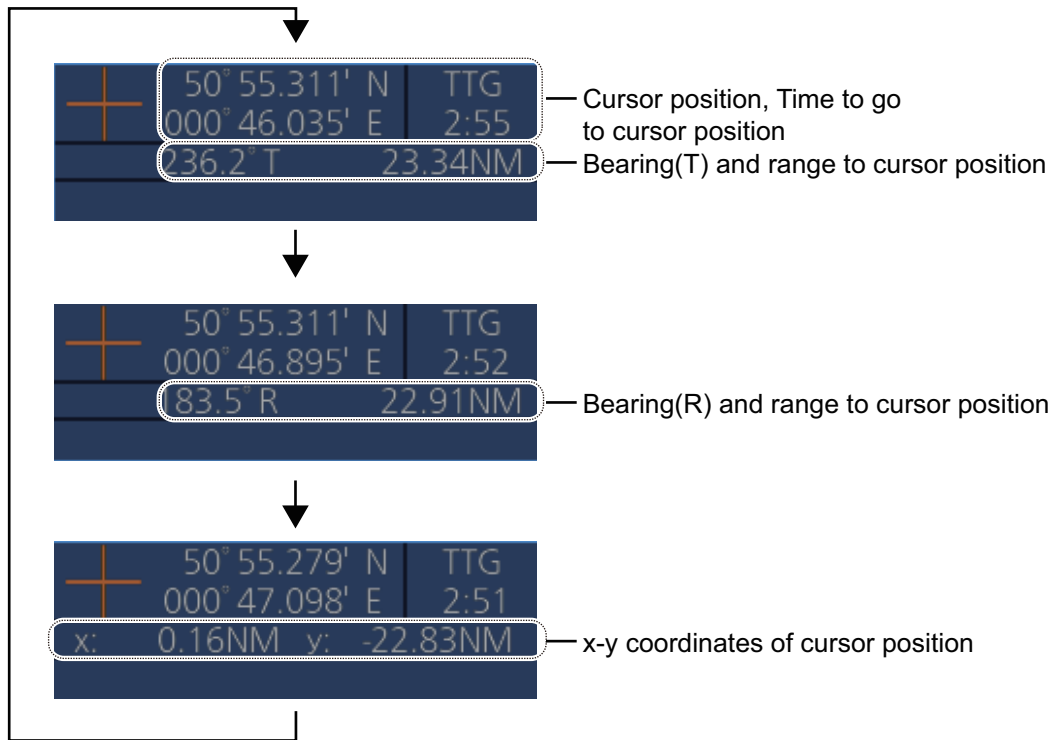 50° 55.311' N TTG
000° 46.035' E 2:55
Cursor position, Time to go
to cursor position
236.2° T 23.34NM
Bearing(T) and range to cursor position
50° 55.311' N TTG
000° 46.895' E 2:52
183.5° R 22.91NM
Bearing(R) and range to cursor position
50° 55.279' N TTG
000° 47.098' E 2:51
x: 0.16NM y: -22.83NM
x-y coordinates of cursor position